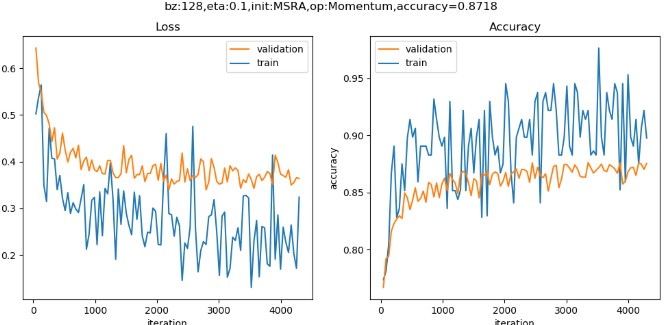 bz:128,eta:0.1,init:MSRA,op:Momentum,accuracy=0.8718
Loss
validation
train
0.6
0.5
0.4
0.3
0.2
0
1000
2000
3000
4000
iteration
Accuracy
validation
train
accuracy
0.95
0.90
0.85
0.80
0
1000
2000
3000
4000
iteration